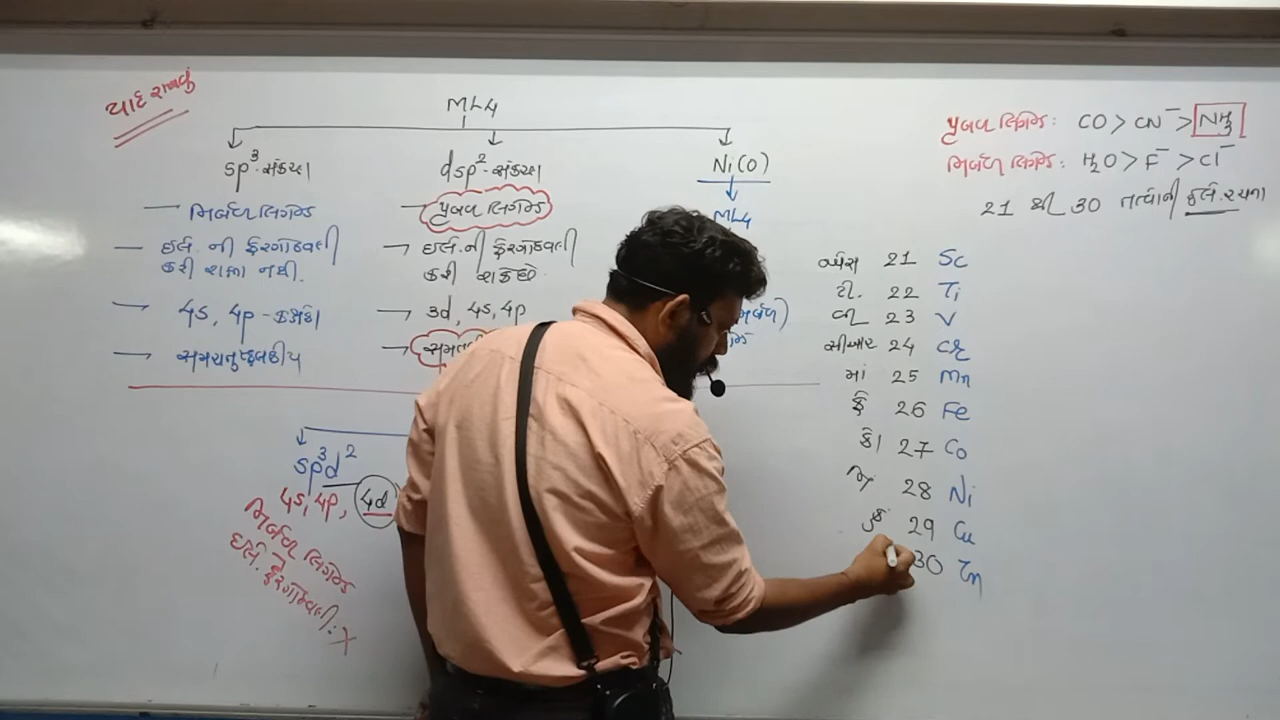 યાદ રાખવું
ML4
sp³-સંકરણ
dsp²-સંકરણ
Ni(0)
→ નિર્બળ લિગેન્ડ
→ પ્રબળ લિગેન્ડ
ML4
→ ઇલે. ની ફેરગોઠવણી
કરી શકતા નથી.
→ ઇલે. ની ફેરગોઠવણી
કરી શકે છે.
→ 4s, 4p-કક્ષકો
→ 3d, 4s, 4p
→ સમચતુષ્ફલકીય
→
sp³d²
4s, 4p, 4d
નિર્બળ લિગેન્ડ
ઇલે. ફેરગોઠવણી: X
પ્રબળ લિગેન્ડ: CO > CN⁻ > NH3
નિર્બળ લિગેન્ડ: H2O > F⁻ > Cl⁻
21 થી 30 તત્વોની ઇલે. રચના
21 Sc
ટી. 22 Ti
વી 23 V
સીઆર 24 Cr
માં 25 Mn
ફે 26 Fe
કો 27 Co
28 Ni
29 Cu
30 Zn